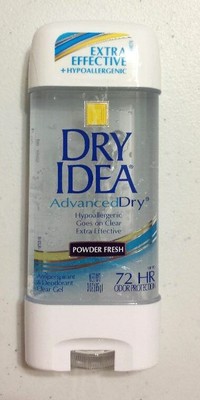 EXTRA
EFFECTIVE
+ HYPOALLERGENIC
DRY
IDEA®
AdvancedDry®
Hypoallergenic
Goes on Clear
Extra Effective
POWDER FRESH
Antiperspirant
& Deodorant
Clear Gel
72 HR
ODOR PROTECTION